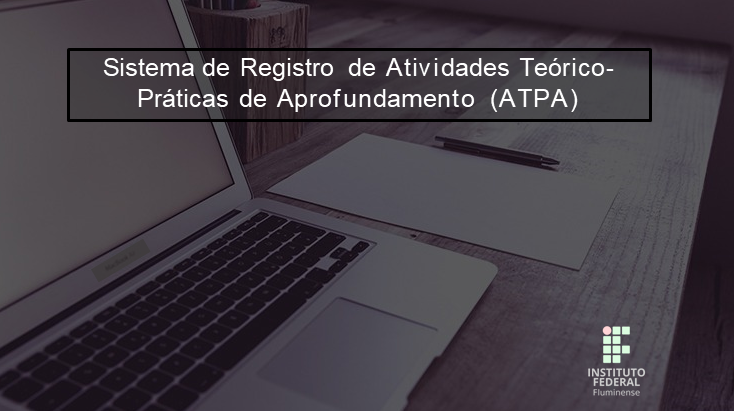 Sistema de Registro de Atividades Teórico-
Práticas de Aprofundamento (ATPA)
INSTITUTO
FEDERAL
Fluminense